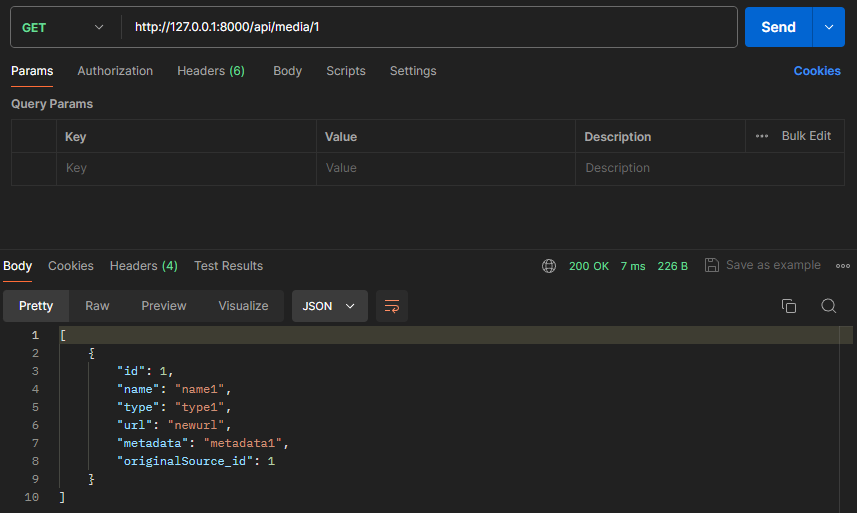 GET http://127.0.0.1:8000/api/media/1 Send
Params Authorization Headers (6) Body Scripts Settings Cookies
Query Params
Key Value Description ••• Bulk Edit
Key Value Description
Body Cookies Headers (4) Test Results 200 OK 7 ms 226 B Save as example
Pretty Raw Preview Visualize JSON
1 [
2 {
3 "id": 1,
4 "name": "name1",
5 "type": "type1",
6 "url": "newurl",
7 "metadata": "metadata1",
8 "originalSource_id": 1
9 }
10 ]